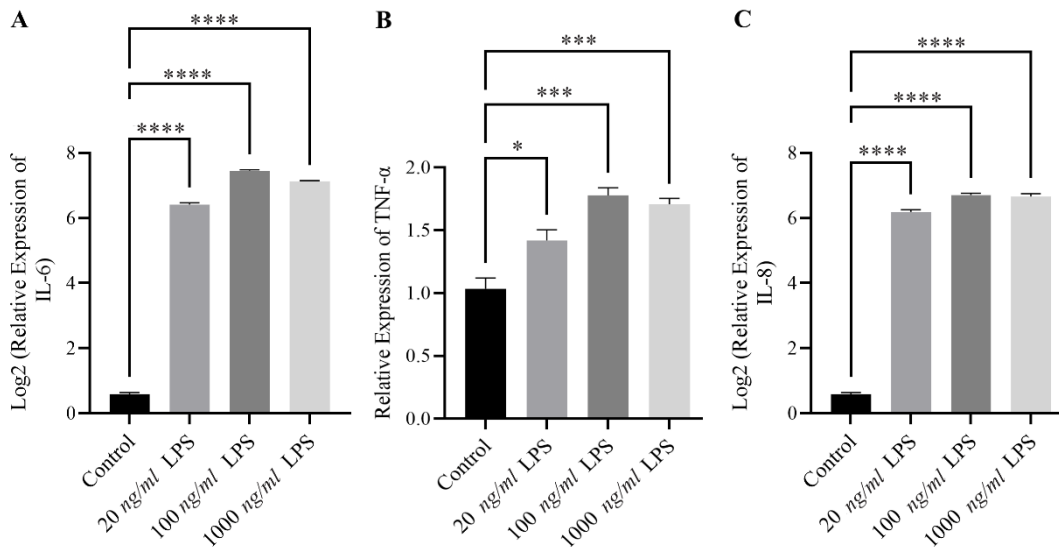 A
****
****
****
Log2 (Relative Expression of
IL-6)
8
6
4
2
0
Control
20 ng/ml LPS
100 ng/ml LPS
1000 ng/ml LPS
B
***
***
*
Relative Expression of TNF-α
2.0
1.5
1.0
0.5
0.0
Control
20 ng/ml LPS
100 ng/ml LPS
1000 ng/ml LPS
C
****
****
****
Log2 (Relative Expression of
IL-8)
8
6
4
2
0
Control
20 ng/ml LPS
100 ng/ml LPS
1000 ng/ml LPS